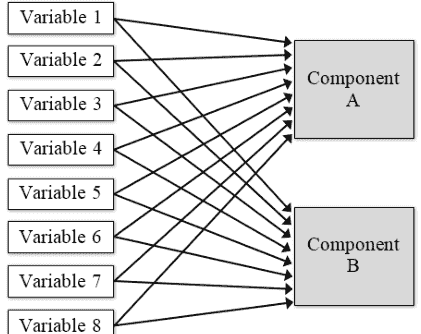 Variable 1
Variable 2
Variable 3
Variable 4
Variable 5
Variable 6
Variable 7
Variable 8
Component
A
Component
B